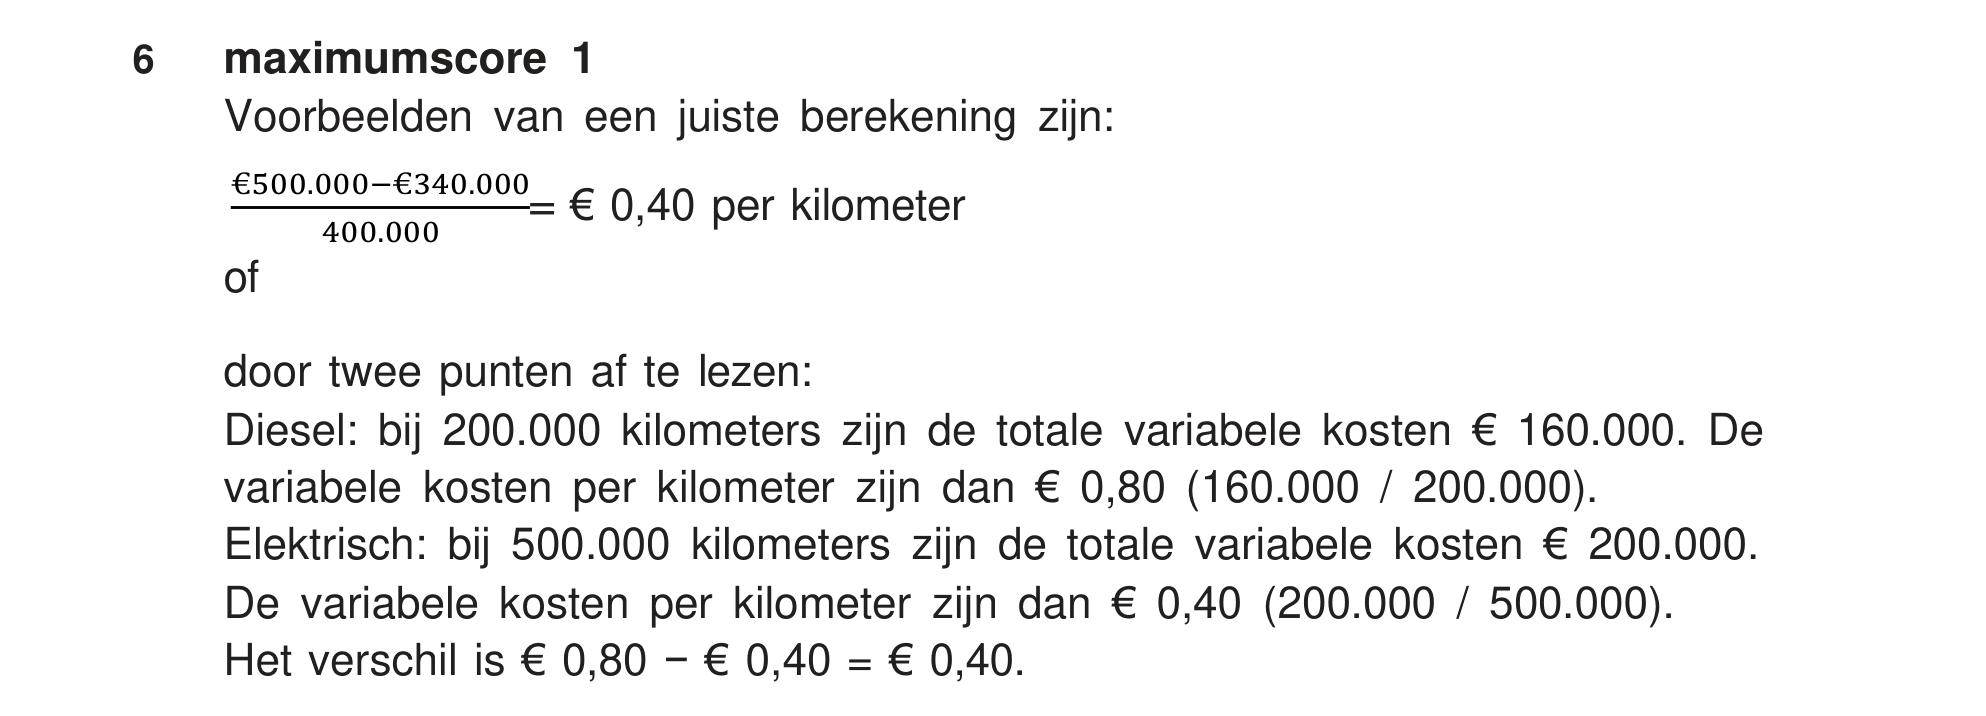 6 maximumscore 1
Voorbeelden van een juiste berekening zijn:
€500.000−€340.000
400.000
= € 0,40 per kilometer
of
door twee punten af te lezen:
Diesel: bij 200.000 kilometers zijn de totale variabele kosten € 160.000. De
variabele kosten per kilometer zijn dan € 0,80 (160.000 / 200.000).
Elektrisch: bij 500.000 kilometers zijn de totale variabele kosten € 200.000.
De variabele kosten per kilometer zijn dan € 0,40 (200.000 / 500.000).
Het verschil is € 0,80 − € 0,40 = € 0,40.